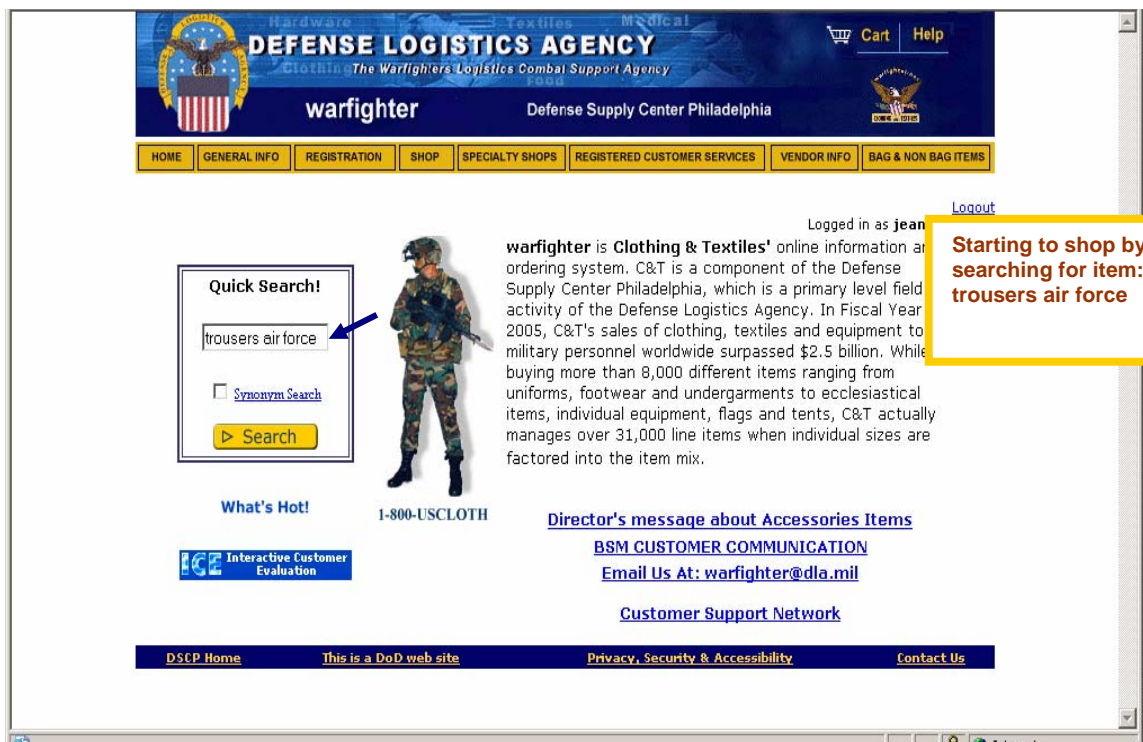 Hardware Textiles Medical
DEFENSE LOGISTICS AGENCY
Clothing The Warfighters Logistics Combat Support Agency
Food
warfighter Defense Supply Center Philadelphia
Cart Help
HOME GENERAL INFO REGISTRATION SHOP SPECIALTY SHOPS REGISTERED CUSTOMER SERVICES VENDOR INFO BAG & NON BAG ITEMS
Logout
Logged in as jean
Starting to shop by
searching for item:
trousers air force
Quick Search!
trousers air force
Synonym Search
Search
What's Hot!
ICE Interactive Customer
Evaluation
1-800-USCLOTH
warfighter is Clothing & Textiles' online information an
ordering system. C&T is a component of the Defense
Supply Center Philadelphia, which is a primary level field
activity of the Defense Logistics Agency. In Fiscal Year
2005, C&T's sales of clothing, textiles and equipment to
military personnel worldwide surpassed $2.5 billion. While
buying more than 8,000 different items ranging from
uniforms, footwear and undergarments to ecclesiastical
items, individual equipment, flags and tents, C&T actually
manages over 31,000 line items when individual sizes are
factored into the item mix.
Director's message about Accessories Items
BSM CUSTOMER COMMUNICATION
Email Us At: warfighter@dla.mil
Customer Support Network
DSCP Home This is a DoD web site Privacy, Security & Accessibility Contact Us